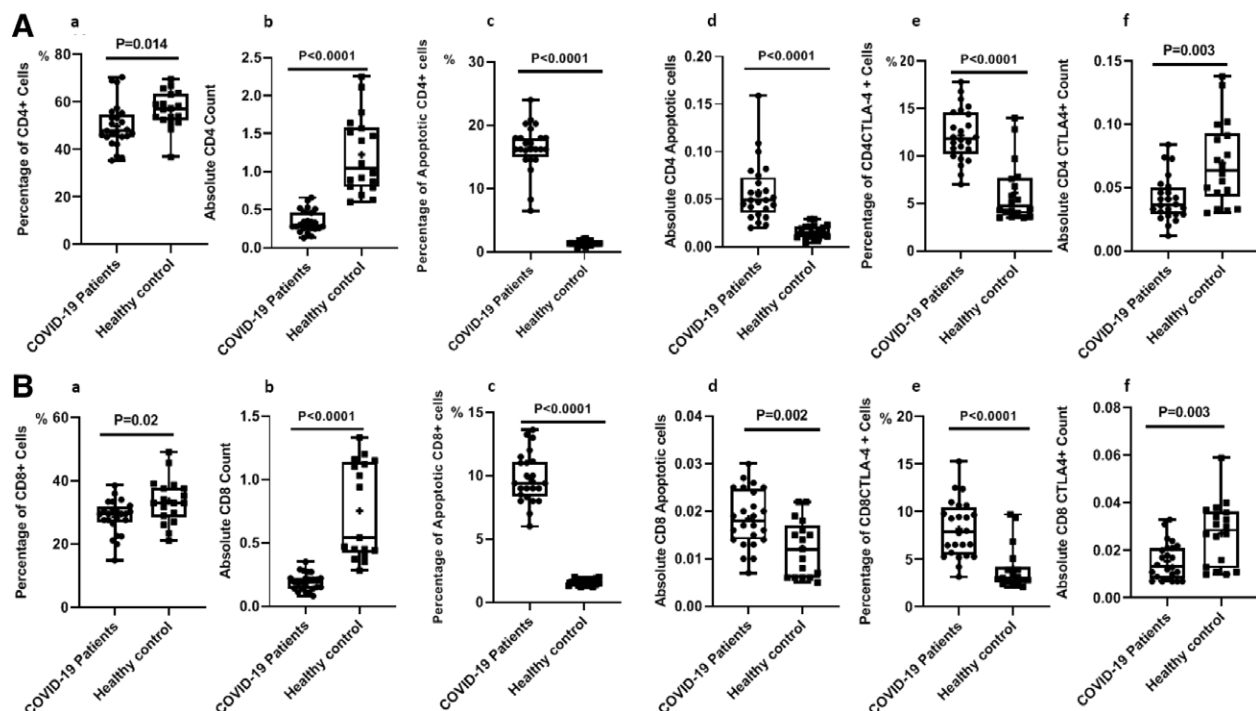 A
a
%
P=0.014
Percentage of CD4+ Cells
80
60
40
20
0
COVID-19 Patients
Healthy control
b
P<0.0001
Absolute CD4 Count
2.5
2.0
1.5
1.0
0.5
0.0
COVID-19 Patients
Healthy control
c
%
P<0.0001
Percentage of Apoptotic CD4+ cells
30
20
10
0
COVID-19 Patients
Healthy control
d
P<0.0001
Absolute CD4 Apoptotic Cells
0.20
0.15
0.10
0.05
0.00
COVID-19 Patients
Healthy control
e
%
P<0.0001
Percentage of CD4CTLA-4 + Cells
20
15
10
5
0
COVID-19 Patients
Healthy control
f
P=0.003
Absolute CD4 CTLA4+ Count
0.15
0.10
0.05
0.00
COVID-19 Patients
Healthy control
B
a
%
P=0.02
Percentage of CD8+ Cells
60
40
20
0
COVID-19 Patients
Healthy control
b
P<0.0001
Absolute CD8 Count
1.5
1.0
0.5
0.0
COVID-19 Patients
Healthy control
c
%
P<0.0001
Percentage of Apoptotic CD8+ cells
15
10
5
0
COVID-19 Patients
Healthy control
d
P=0.002
Absolute CD8 Apoptotic cells
0.04
0.03
0.02
0.01
0.00
COVID-19 Patients
Healthy control
e
%
P<0.0001
Percentage of CD8CTLA-4 + Cells
20
15
10
5
0
COVID-19 Patients
Healthy control
f
P=0.003
Absolute CD8 CTLA4+ Count
0.08
0.06
0.04
0.02
0.00
COVID-19 Patients
Healthy control